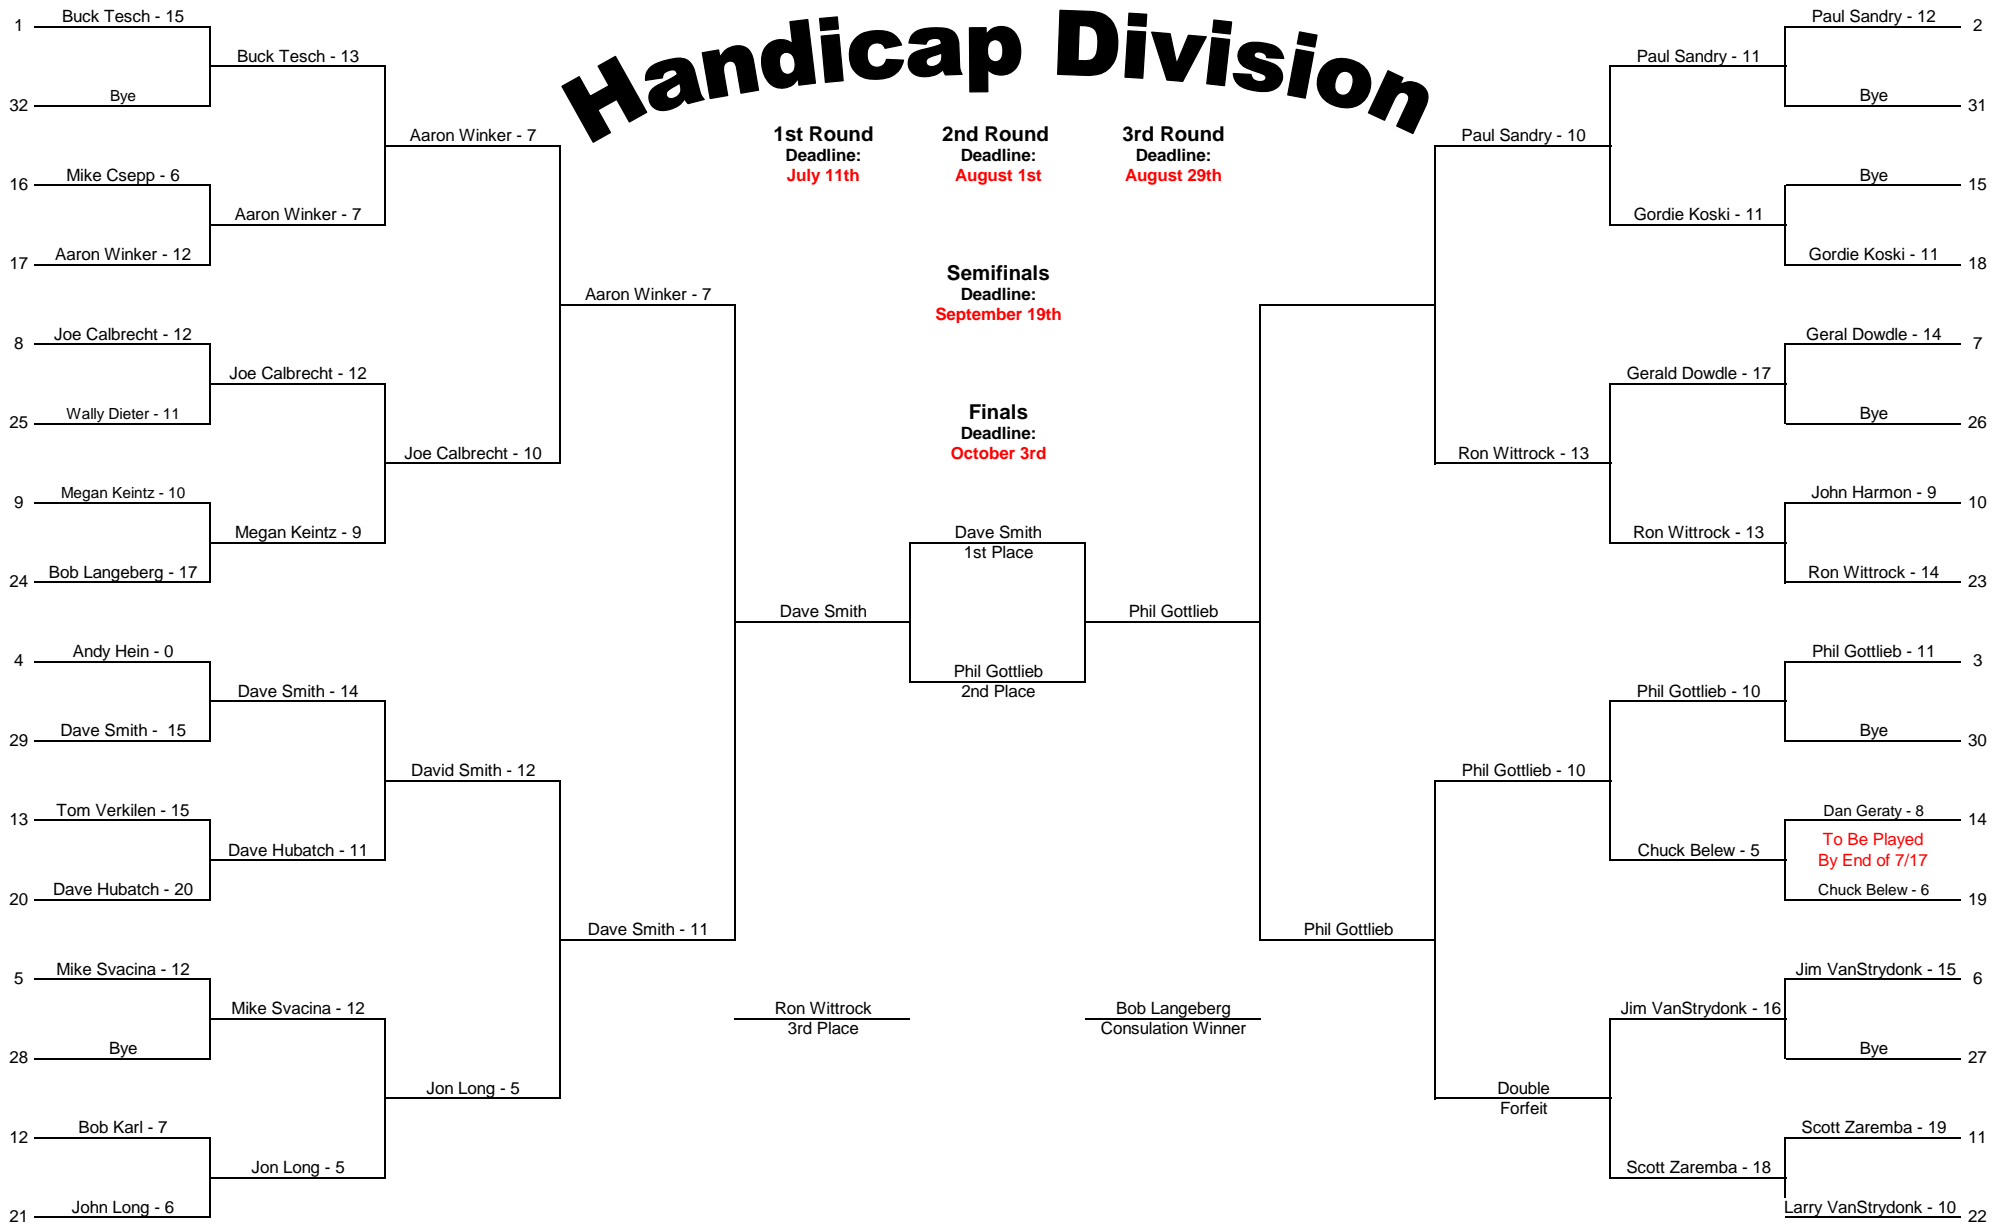 Handicap Division
1st Round
Deadline:
July 11th
2nd Round
Deadline:
August 1st
3rd Round
Deadline:
August 29th
Semifinals
Deadline:
September 19th
Finals
Deadline:
October 3rd
1
Buck Tesch - 15
32
Bye
16
Mike Csepp - 6
17
Aaron Winker - 12
8
Joe Calbrecht - 12
25
Wally Dieter - 11
9
Megan Keintz - 10
24
Bob Langeberg - 17
4
Andy Hein - 0
29
Dave Smith -  15
13
Tom Verkilen - 15
20
Dave Hubatch - 20
5
Mike Svacina - 12
28
Bye
12
Bob Karl - 7
21
John Long - 6
Buck Tesch - 13
Aaron Winker - 7
Joe Calbrecht - 12
Megan Keintz - 9
Dave Smith - 14
Dave Hubatch - 11
Mike Svacina - 12
Jon Long - 5
Aaron Winker - 7
Joe Calbrecht - 10
David Smith - 12
Jon Long - 5
Aaron Winker - 7
Dave Smith - 11
Dave Smith
Dave Smith
1st Place
Phil Gottlieb
2nd Place
Phil Gottlieb
Ron Wittrock
3rd Place
Bob Langeberg
Consulation Winner
Phil Gottlieb
Paul Sandry - 10
Ron Wittrock - 13
Phil Gottlieb - 10
Double
Forfeit
Paul Sandry - 11
Gordie Koski - 11
Gerald Dowdle - 17
Ron Wittrock - 13
Phil Gottlieb - 10
Chuck Belew - 5
Jim VanStrydonk - 16
Scott Zaremba - 18
Paul Sandry - 12
2
Bye
31
Bye
15
Gordie Koski - 11
18
Geral Dowdle - 14
7
Bye
26
John Harmon - 9
10
Ron Wittrock - 14
23
Phil Gottlieb - 11
3
Bye
30
Dan Geraty - 8
14
To Be Played
By End of 7/17
Chuck Belew - 6
19
Jim VanStrydonk - 15
6
Bye
27
Scott Zaremba - 19
11
Larry VanStrydonk - 10
22